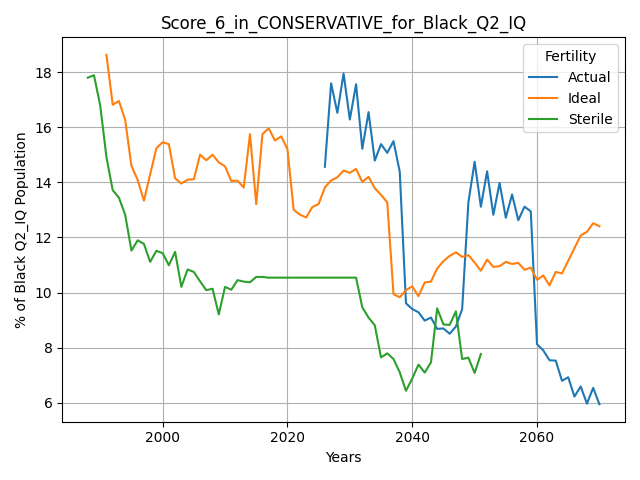 Score_6_in_CONSERVATIVE_for_Black_Q2_IQ
% of Black Q2_IQ Population
18
16
14
12
10
8
6
Fertility
Actual
Ideal
Sterile
2000
2020
2040
2060
Years